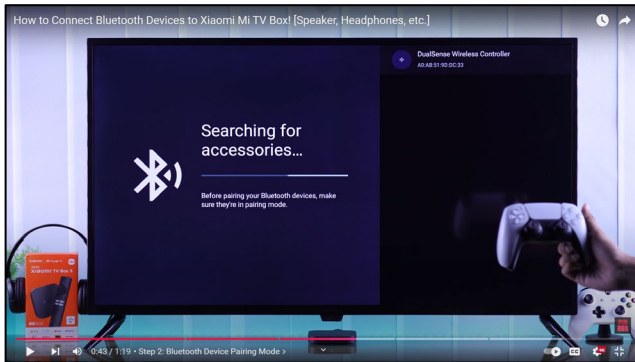 How to Connect Bluetooth Devices to Xiaomi Mi TV Box! [Speaker, Headphones, etc.]
DualSense Wireless Controller
A0:AB:51:9D:DC:33
Searching for
accessories...
Before pairing your Bluetooth devices, make
sure they're in pairing mode.
XIAOMI TV Box S
0:43 / 1:19 • Step 2: Bluetooth Device Pairing Mode >
CC